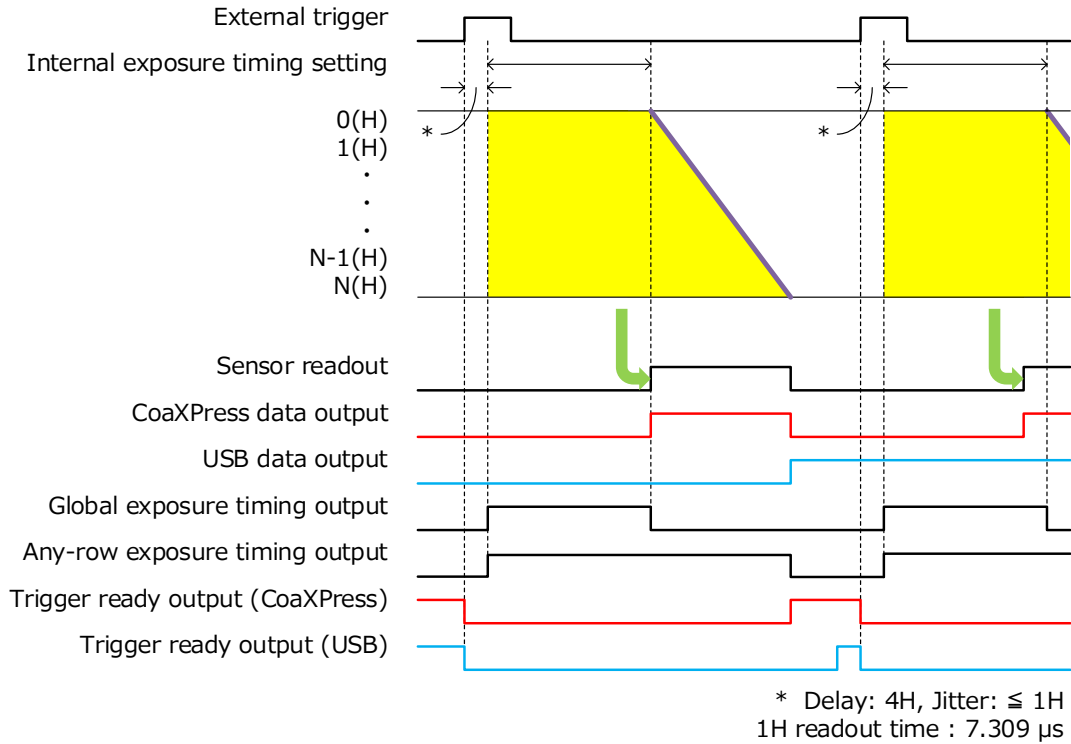 External trigger
Internal exposure timing setting
* *
0(H)
1(H)
·
·
·
N-1(H)
N(H)
Sensor readout
CoaXPress data output
USB data output
Global exposure timing output
Any-row exposure timing output
Trigger ready output (CoaXPress)
Trigger ready output (USB)
* Delay: 4H, Jitter: ≦ 1H
1H readout time : 7.309 μs